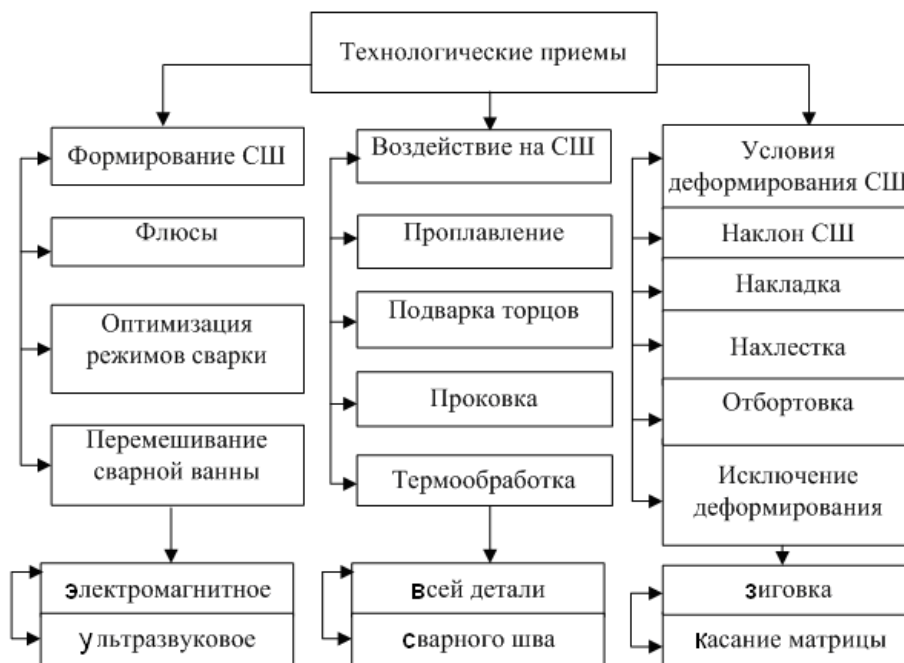 Технологические приемы
Формирование СШ
Флюсы
Оптимизация
режимов сварки
Перемешивание
сварной ванны
Электромагнитное
Ультразвуковое
Воздействие на СШ
Проплавление
Подварка торцов
Проковка
Термообработка
Всей детали
Сварного шва
Условия
деформирования СШ
Наклон СШ
Накладка
Нахлестка
Отбортовка
Исключение
деформирования
Зиговка
Касание матрицы